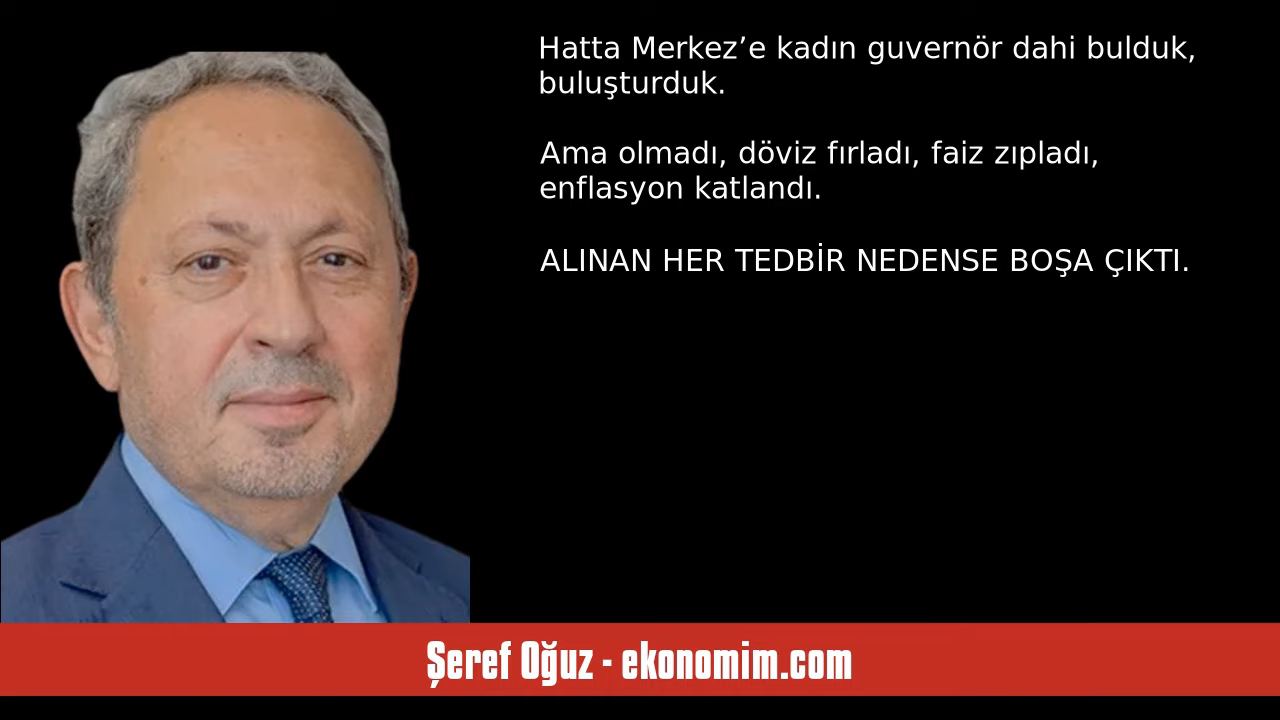 Hatta Merkez’e kadın guvernör dahi bulduk,
buluşturduk.
Ama olmadı, döviz fırladı, faiz zıpladı,
enflasyon katlandı.
ALINAN HER TEDBİR NEDENSE BOŞA ÇIKTI.
Şeref Oğuz - ekonomim.com